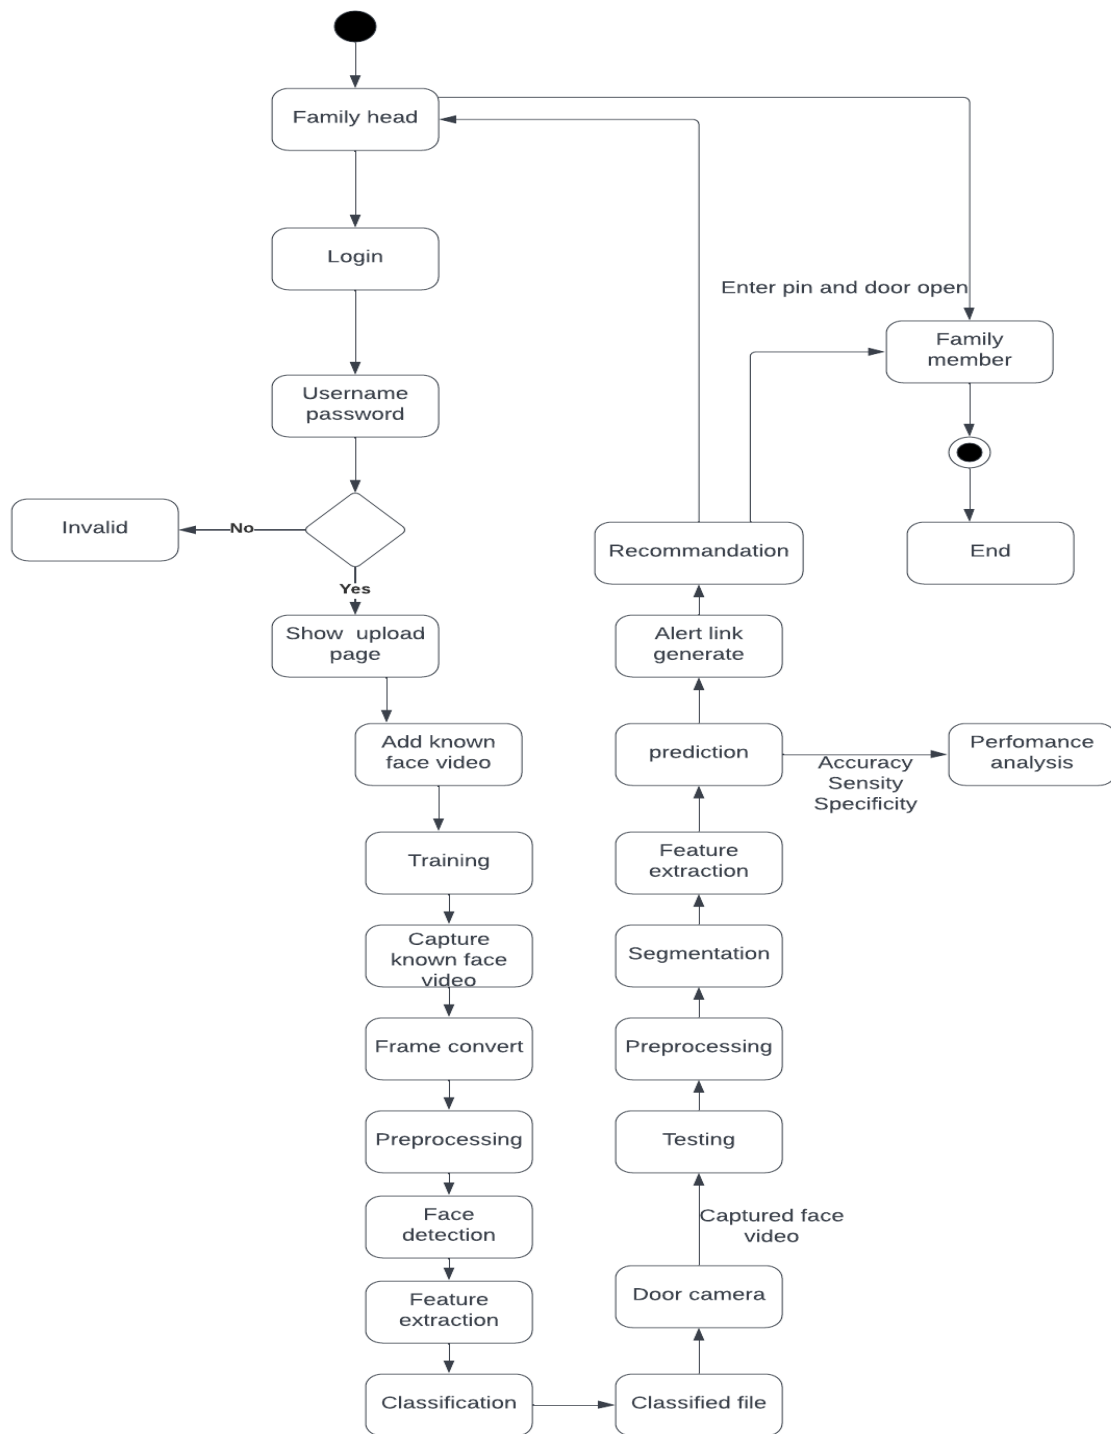 Family head
Login
Enter pin and door open
Family
member
Username
password
Invalid
No
Yes
Recommandation
End
Show  upload
page
Alert link
generate
Add known
face video
prediction
Accuracy
Sensity
Specificity
Perfomance
analysis
Training
Feature
extraction
Capture
known face
video
Segmentation
Frame convert
Preprocessing
Preprocessing
Testing
Face
detection
Captured face
video
Feature
extraction
Door camera
Classification
Classified file